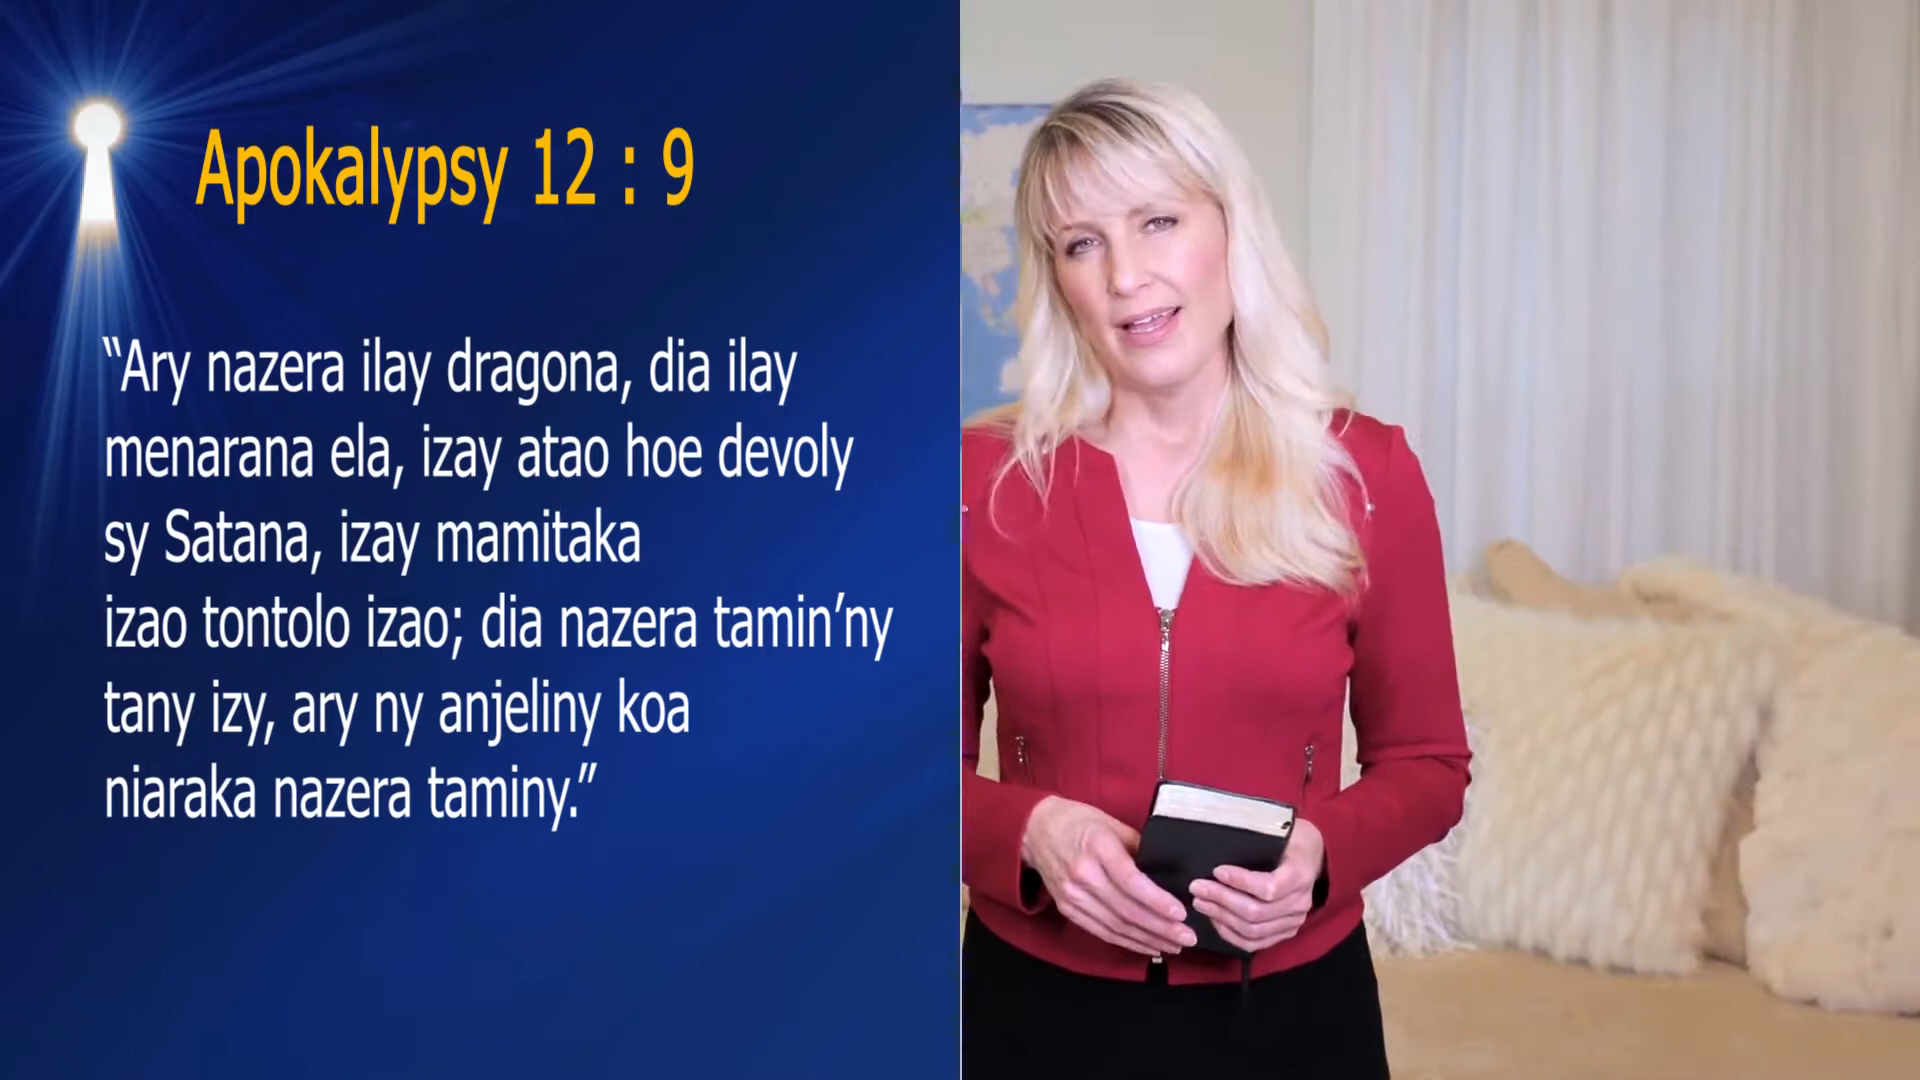 Apokalypsy 12 : 9
“Ary nazera ilay dragona, dia ilay
menarana ela, izay atao hoe devoly
sy Satana, izay mamitaka
izao tontolo izao; dia nazera tamin’ny
tany izy, ary ny anjeliny koa
niaraka nazera taminy.”